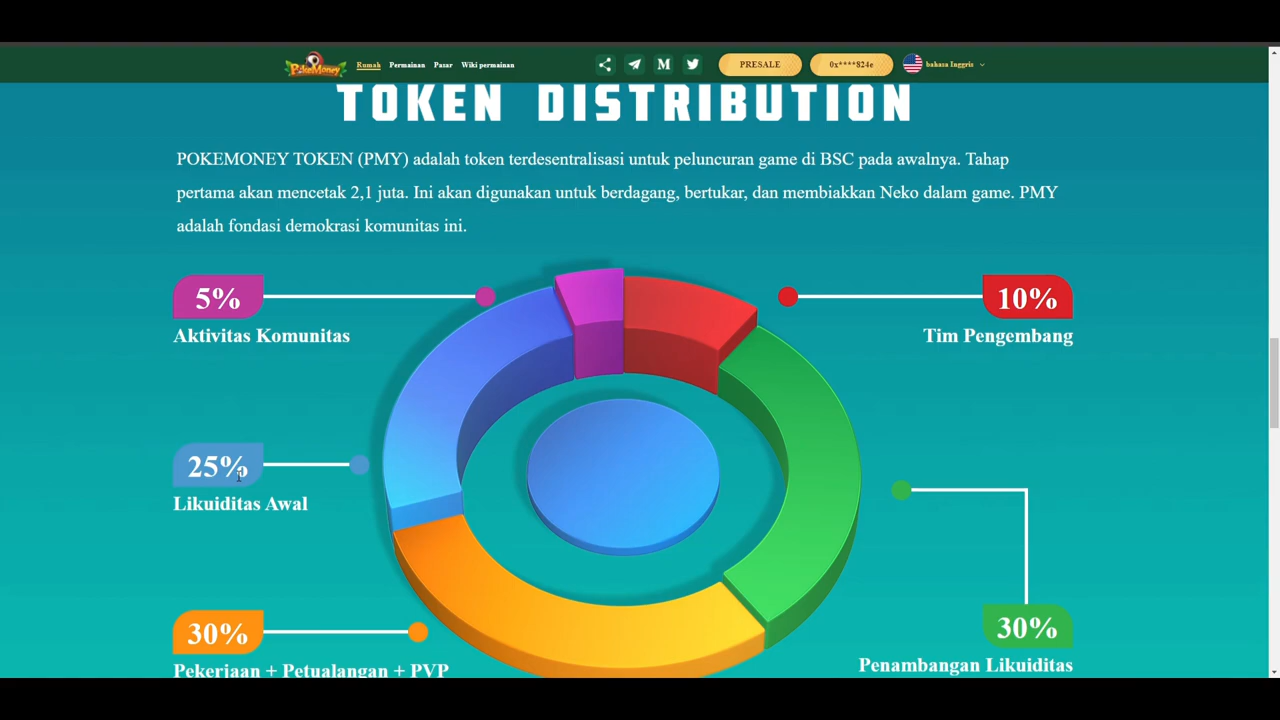 PokeMoney
Rumah Permainan Pasar Wiki permainan
M
PRESALE
0x****824e
bahasa Inggris
TOKEN DISTRIBUTION
POKEMONEY TOKEN (PMY) adalah token terdesentralisasi untuk peluncuran game di BSC pada awalnya. Tahap
pertama akan mencetak 2,1 juta. Ini akan digunakan untuk berdagang, bertukar, dan membiakkan Neko dalam game. PMY
adalah fondasi demokrasi komunitas ini.
5%
Aktivitas Komunitas
10%
Tim Pengembang
25%
Likuiditas Awal
30%
Pekerjaan + Petualangan + PVP
30%
Penambangan Likuiditas